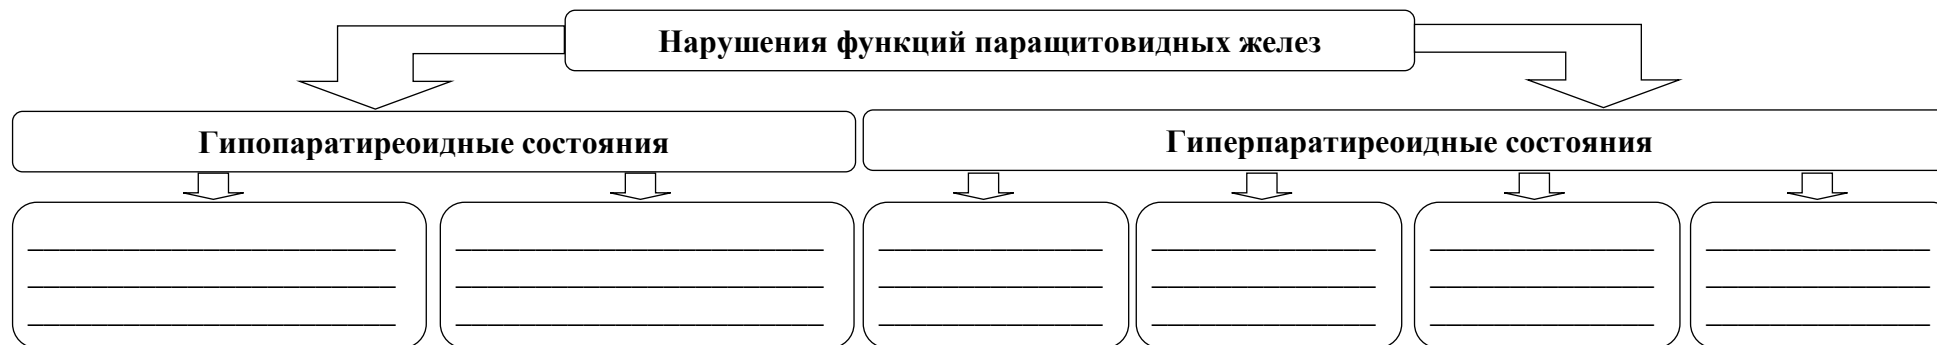 Нарушения функций паращитовидных желез
Гипопаратиреоидные состояния
Гиперпаратиреоидные состояния